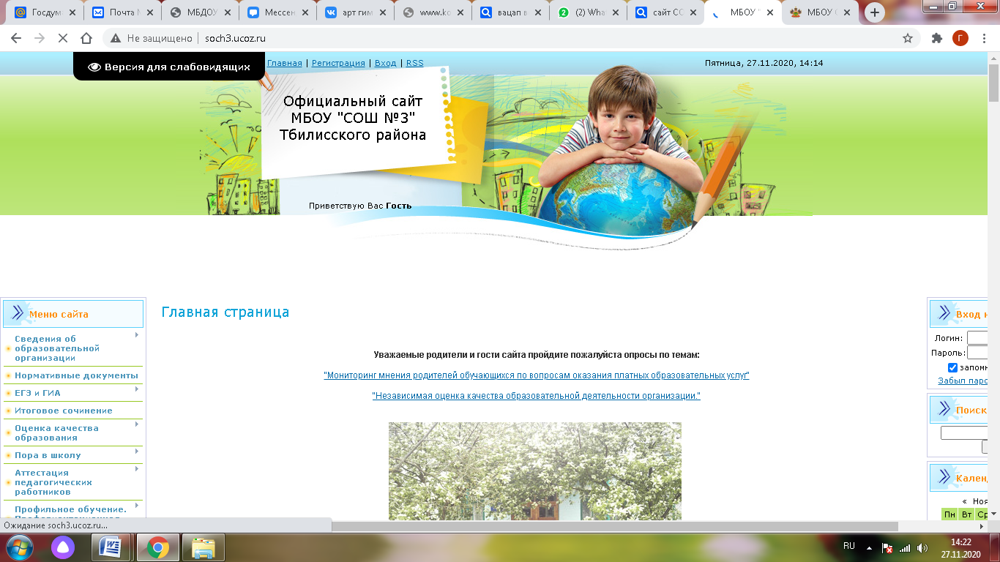 Госдум
Почта М
МБДОУ
Мессен
арт гим
www.ko
вацап в
(2) Wha
сайт СО
МБОУ "
МБОУ С
Не защищено | soch3.ucoz.ru
Версия для слабовидящих
Главная | Регистрация | Вход | RSS
Пятница, 27.11.2020, 14:14
Официальный сайт
МБОУ "СОШ №3"
Тбилисского района
Приветствую Вас Гость
Меню сайта
Сведения об
образовательной
организации
Нормативные документы
ЕГЭ и ГИА
Итоговое сочинение
Оценка качества
образования
Пора в школу
Аттестация
педагогических
работников
Профильное обучение.
Главная страница
Уважаемые родители и гости сайта пройдите пожалуйста опросы по темам:
"Мониторинг мнения родителей обучающихся по вопросам оказания платных образовательных услуг"
"Независимая оценка качества образовательной деятельности организации."
Вход н
Логин:
Пароль:
запомн
Забыл паро
Поиск
Календ
« Ноя
Пн Вт Ср
Ожидание soch3.ucoz.ru...
RU
14:22
27.11.2020